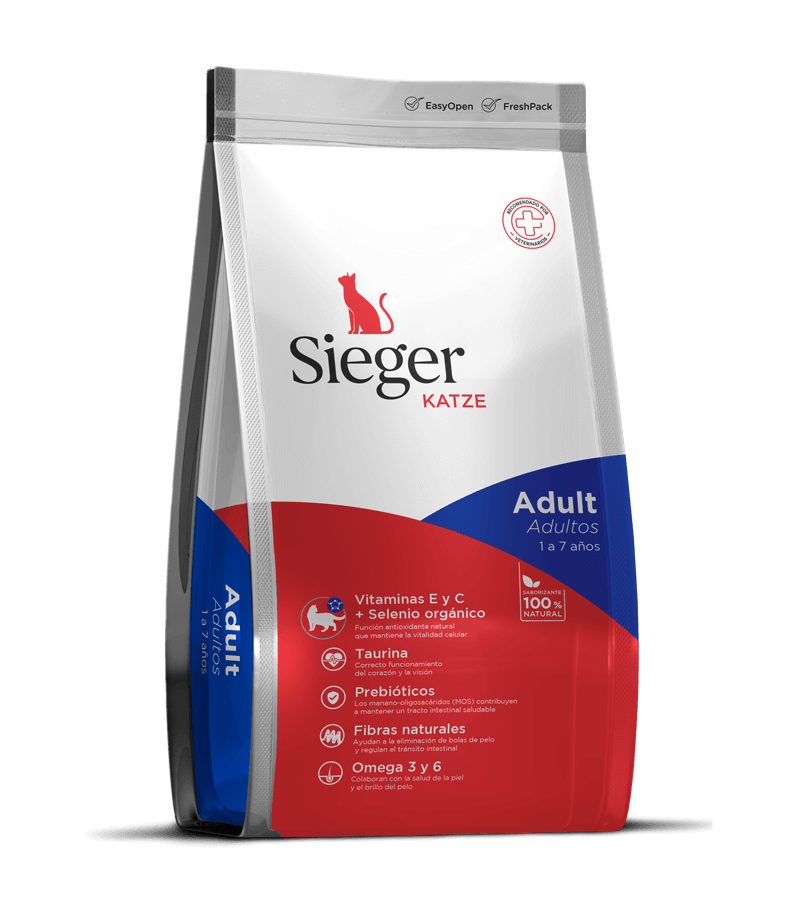 EasyOpen FreshPack
RECOMENDADO POR
VETERINARIOS
Sieger
KATZE
Adult
Adultos
1 a 7 años
SABORIZANTE
100%
NATURAL
Vitaminas E y C
+ Selenio orgánico
Función antioxidante natural
que mantiene la vitalidad celular
Taurina
Correcto funcionamiento
del corazón y la visión
Prebióticos
Los manano-oligosacáridos (MOS) contribuyen
a mantener un tracto intestinal saludable
Fibras naturales
Ayudan a la eliminación de bolas de pelo
y regulan el tránsito intestinal
Omega 3 y 6
Colaboran con la salud de la piel
y el brillo del pelo
Adult
Adultos
1 a 7 años